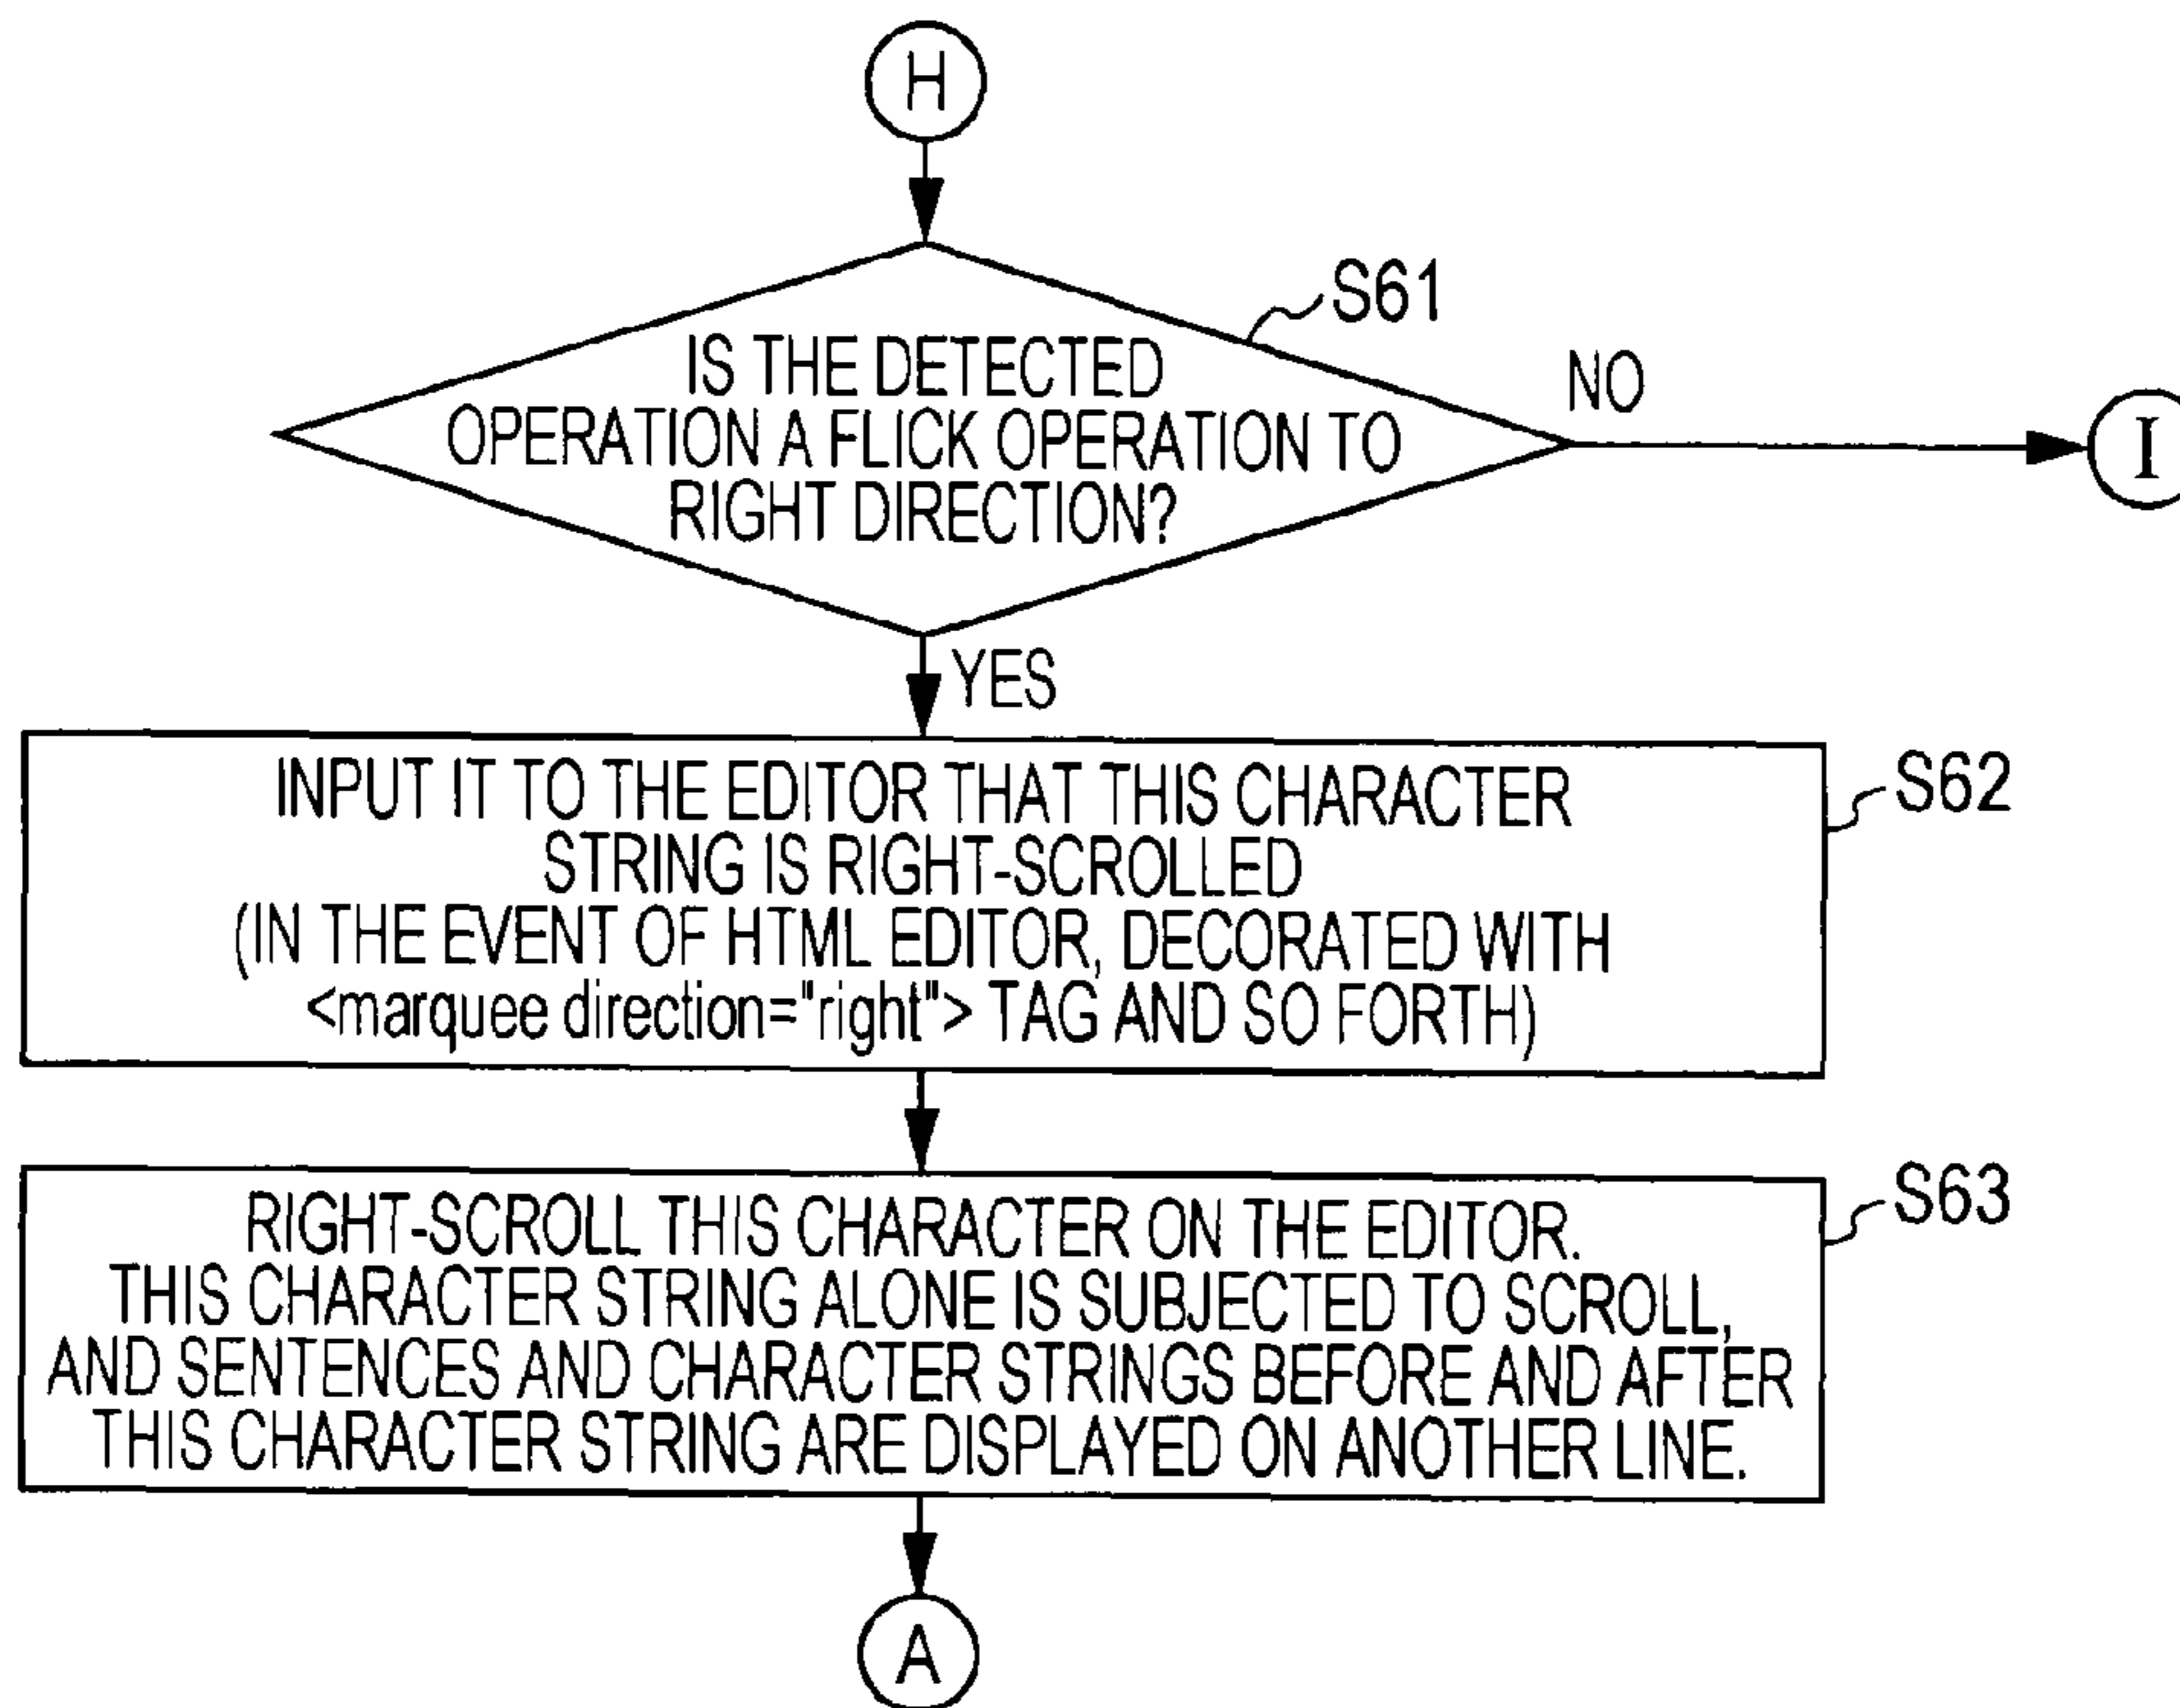 H
S61
IS THE DETECTED
OPERATION A FLICK OPERATION TO
RIGHT DIRECTION?
NO
I
YES
S62
INPUT IT TO THE EDITOR THAT THIS CHARACTER
STRING IS RIGHT-SCROLLED
(IN THE EVENT OF HTML EDITOR, DECORATED WITH
<marquee direction="right"> TAG AND SO FORTH)
S63
RIGHT-SCROLL THIS CHARACTER ON THE EDITOR.
THIS CHARACTER STRING ALONE IS SUBJECTED TO SCROLL,
AND SENTENCES AND CHARACTER STRINGS BEFORE AND AFTER
THIS CHARACTER STRING ARE DISPLAYED ON ANOTHER LINE.
A